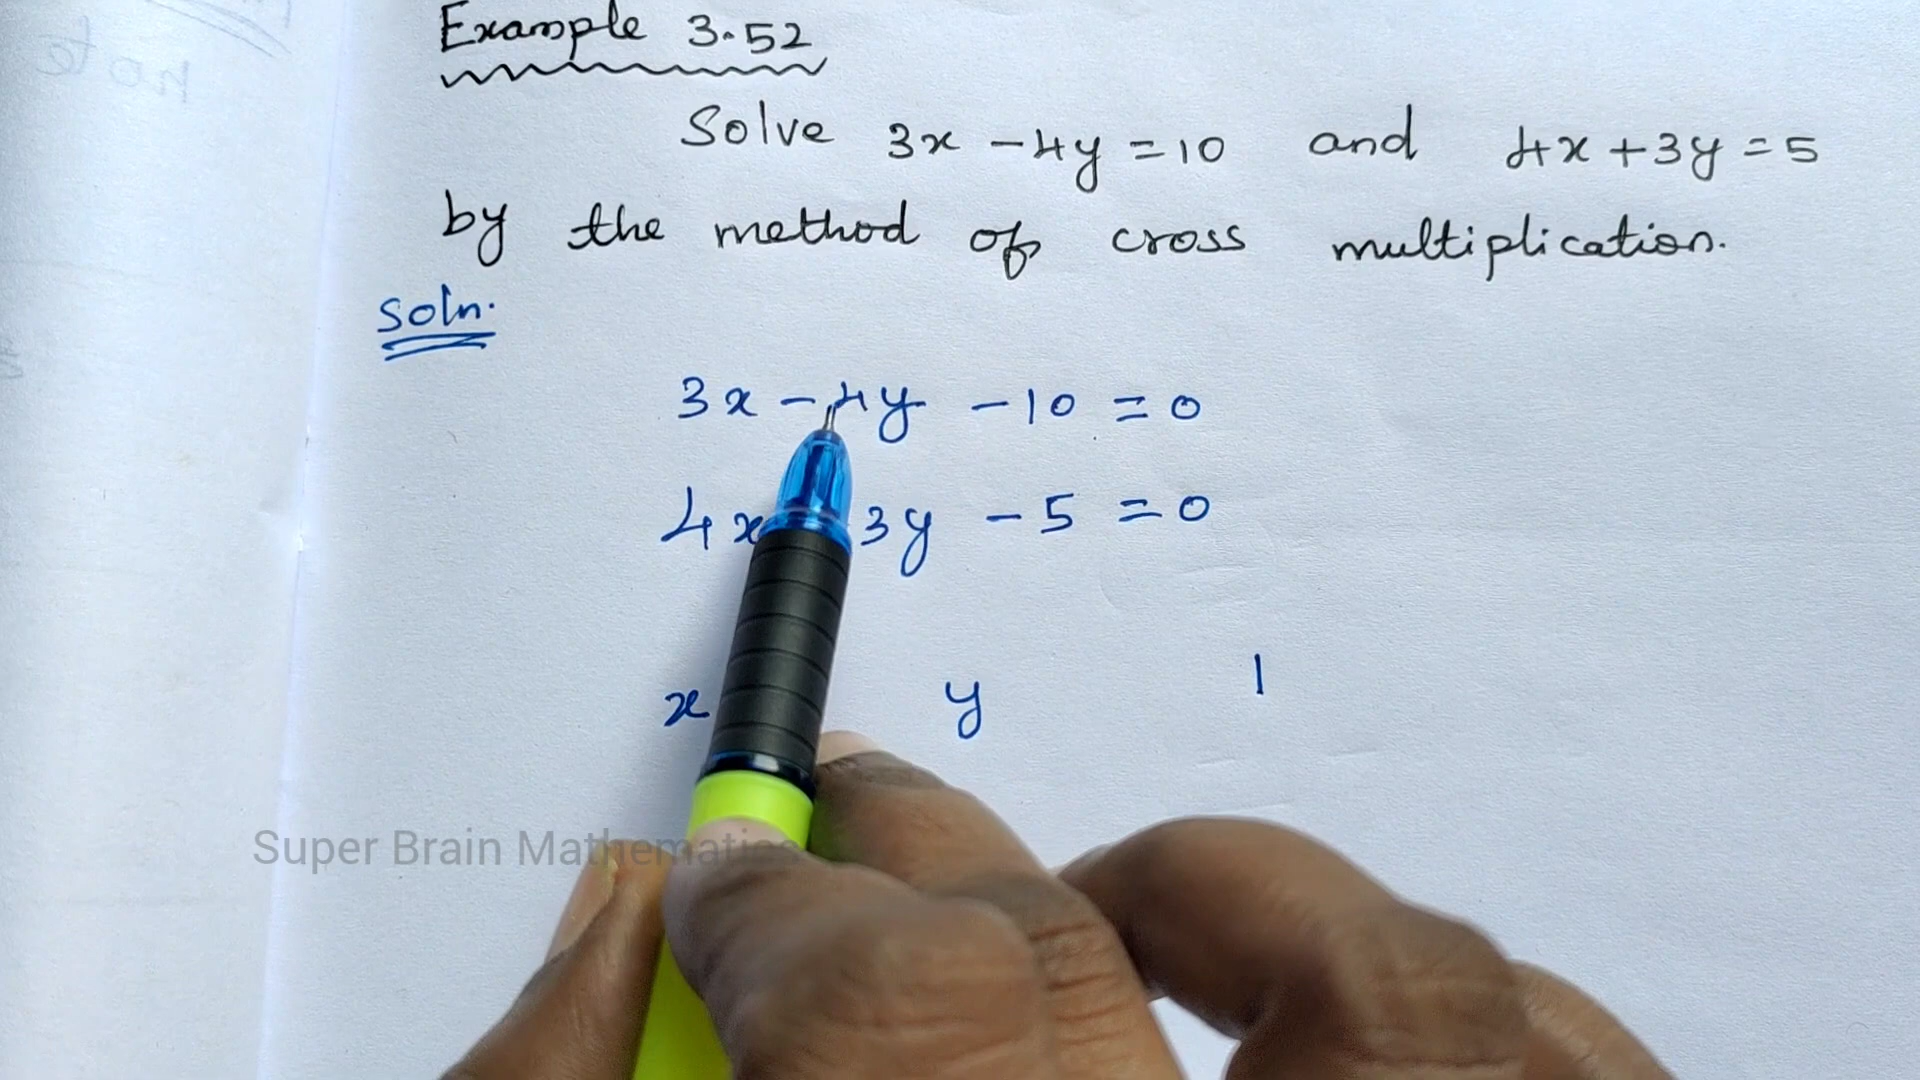 Example 3.52
Solve 3x - 4y = 10 and 4x + 3y = 5
by the method of cross multiplication.
Soln.
3x - 4y - 10 = 0
4x 3y - 5 = 0
x y 1
Super Brain Mathematics